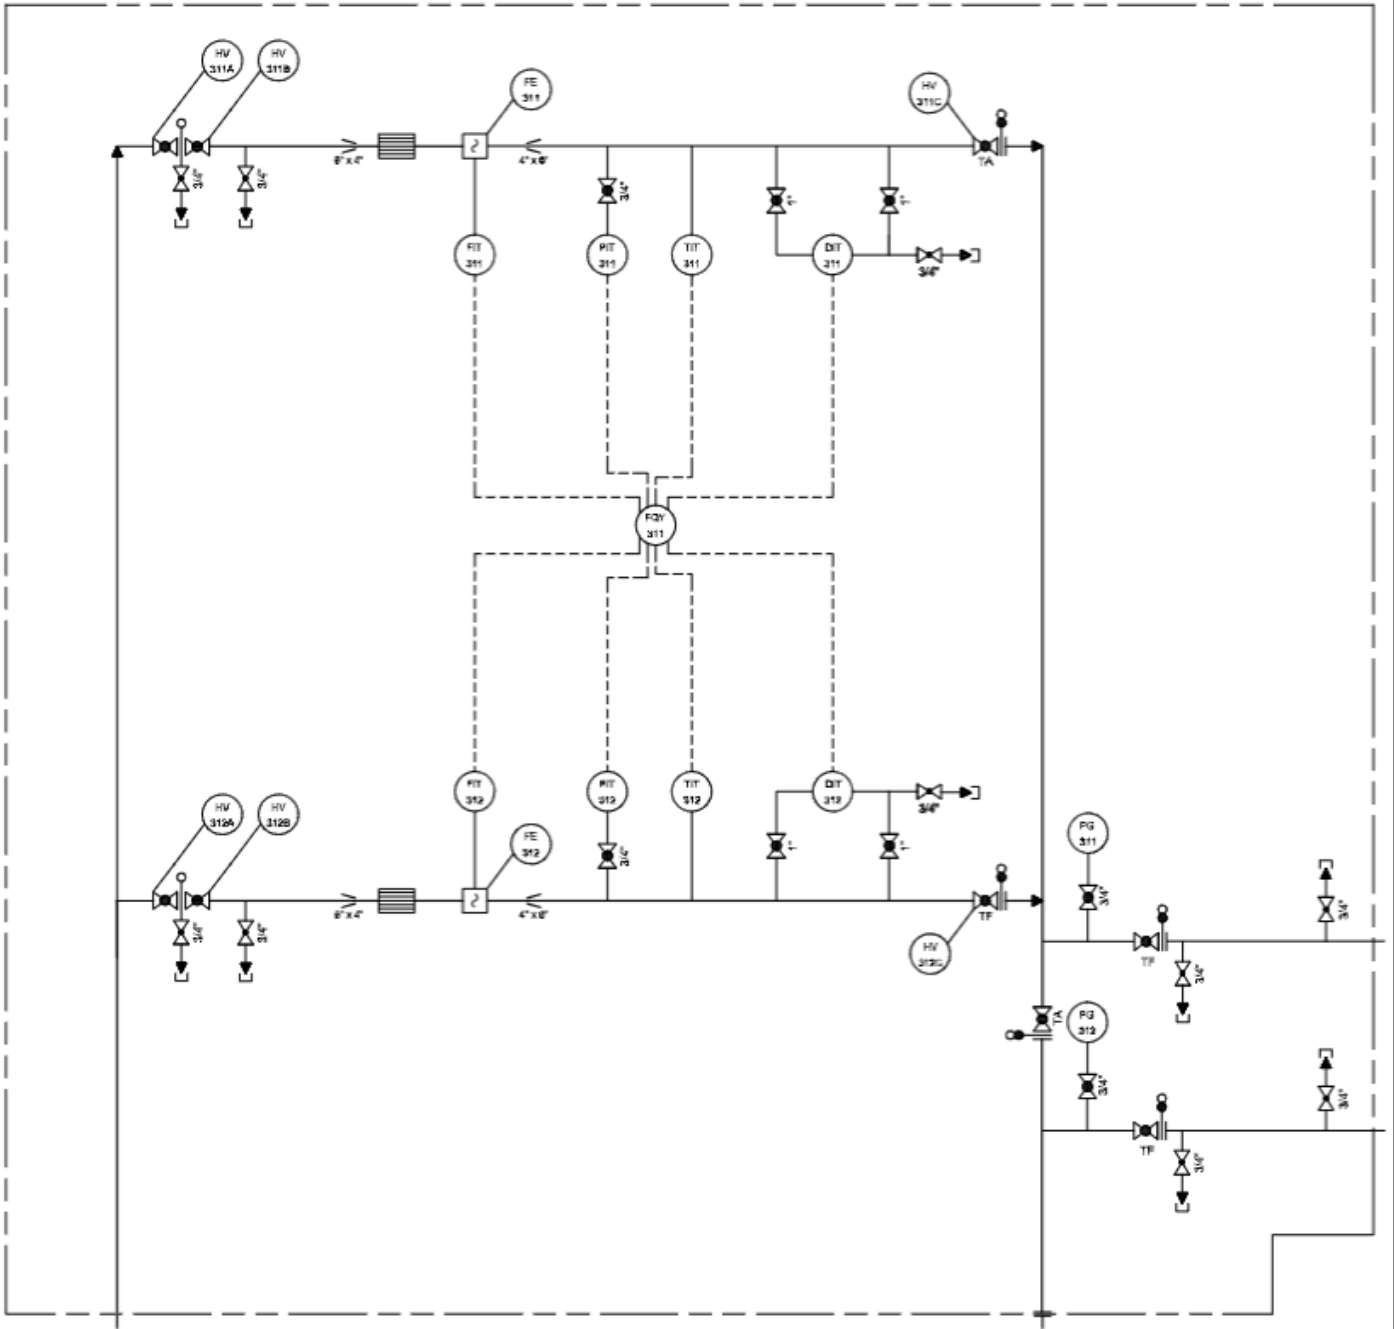 HV
311A
HV
311B
FE
311
HV
311C
6" x 4"
4" x 6"
TA
3/4"
3/4"
3/4"
1"
1"
FIT
311
PIT
311
TIT
311
DIT
311
3/4"
FQY
311
FIT
312
PIT
312
TIT
312
DIT
312
3/4"
HV
312A
HV
312B
FE
312
3/4"
1"
1"
PG
311
6" x 4"
4" x 6"
TF
3/4"
3/4"
3/4"
3/4"
HV
312C
TF
3/4"
TA
PG
312
3/4"
3/4"
TF
3/4"